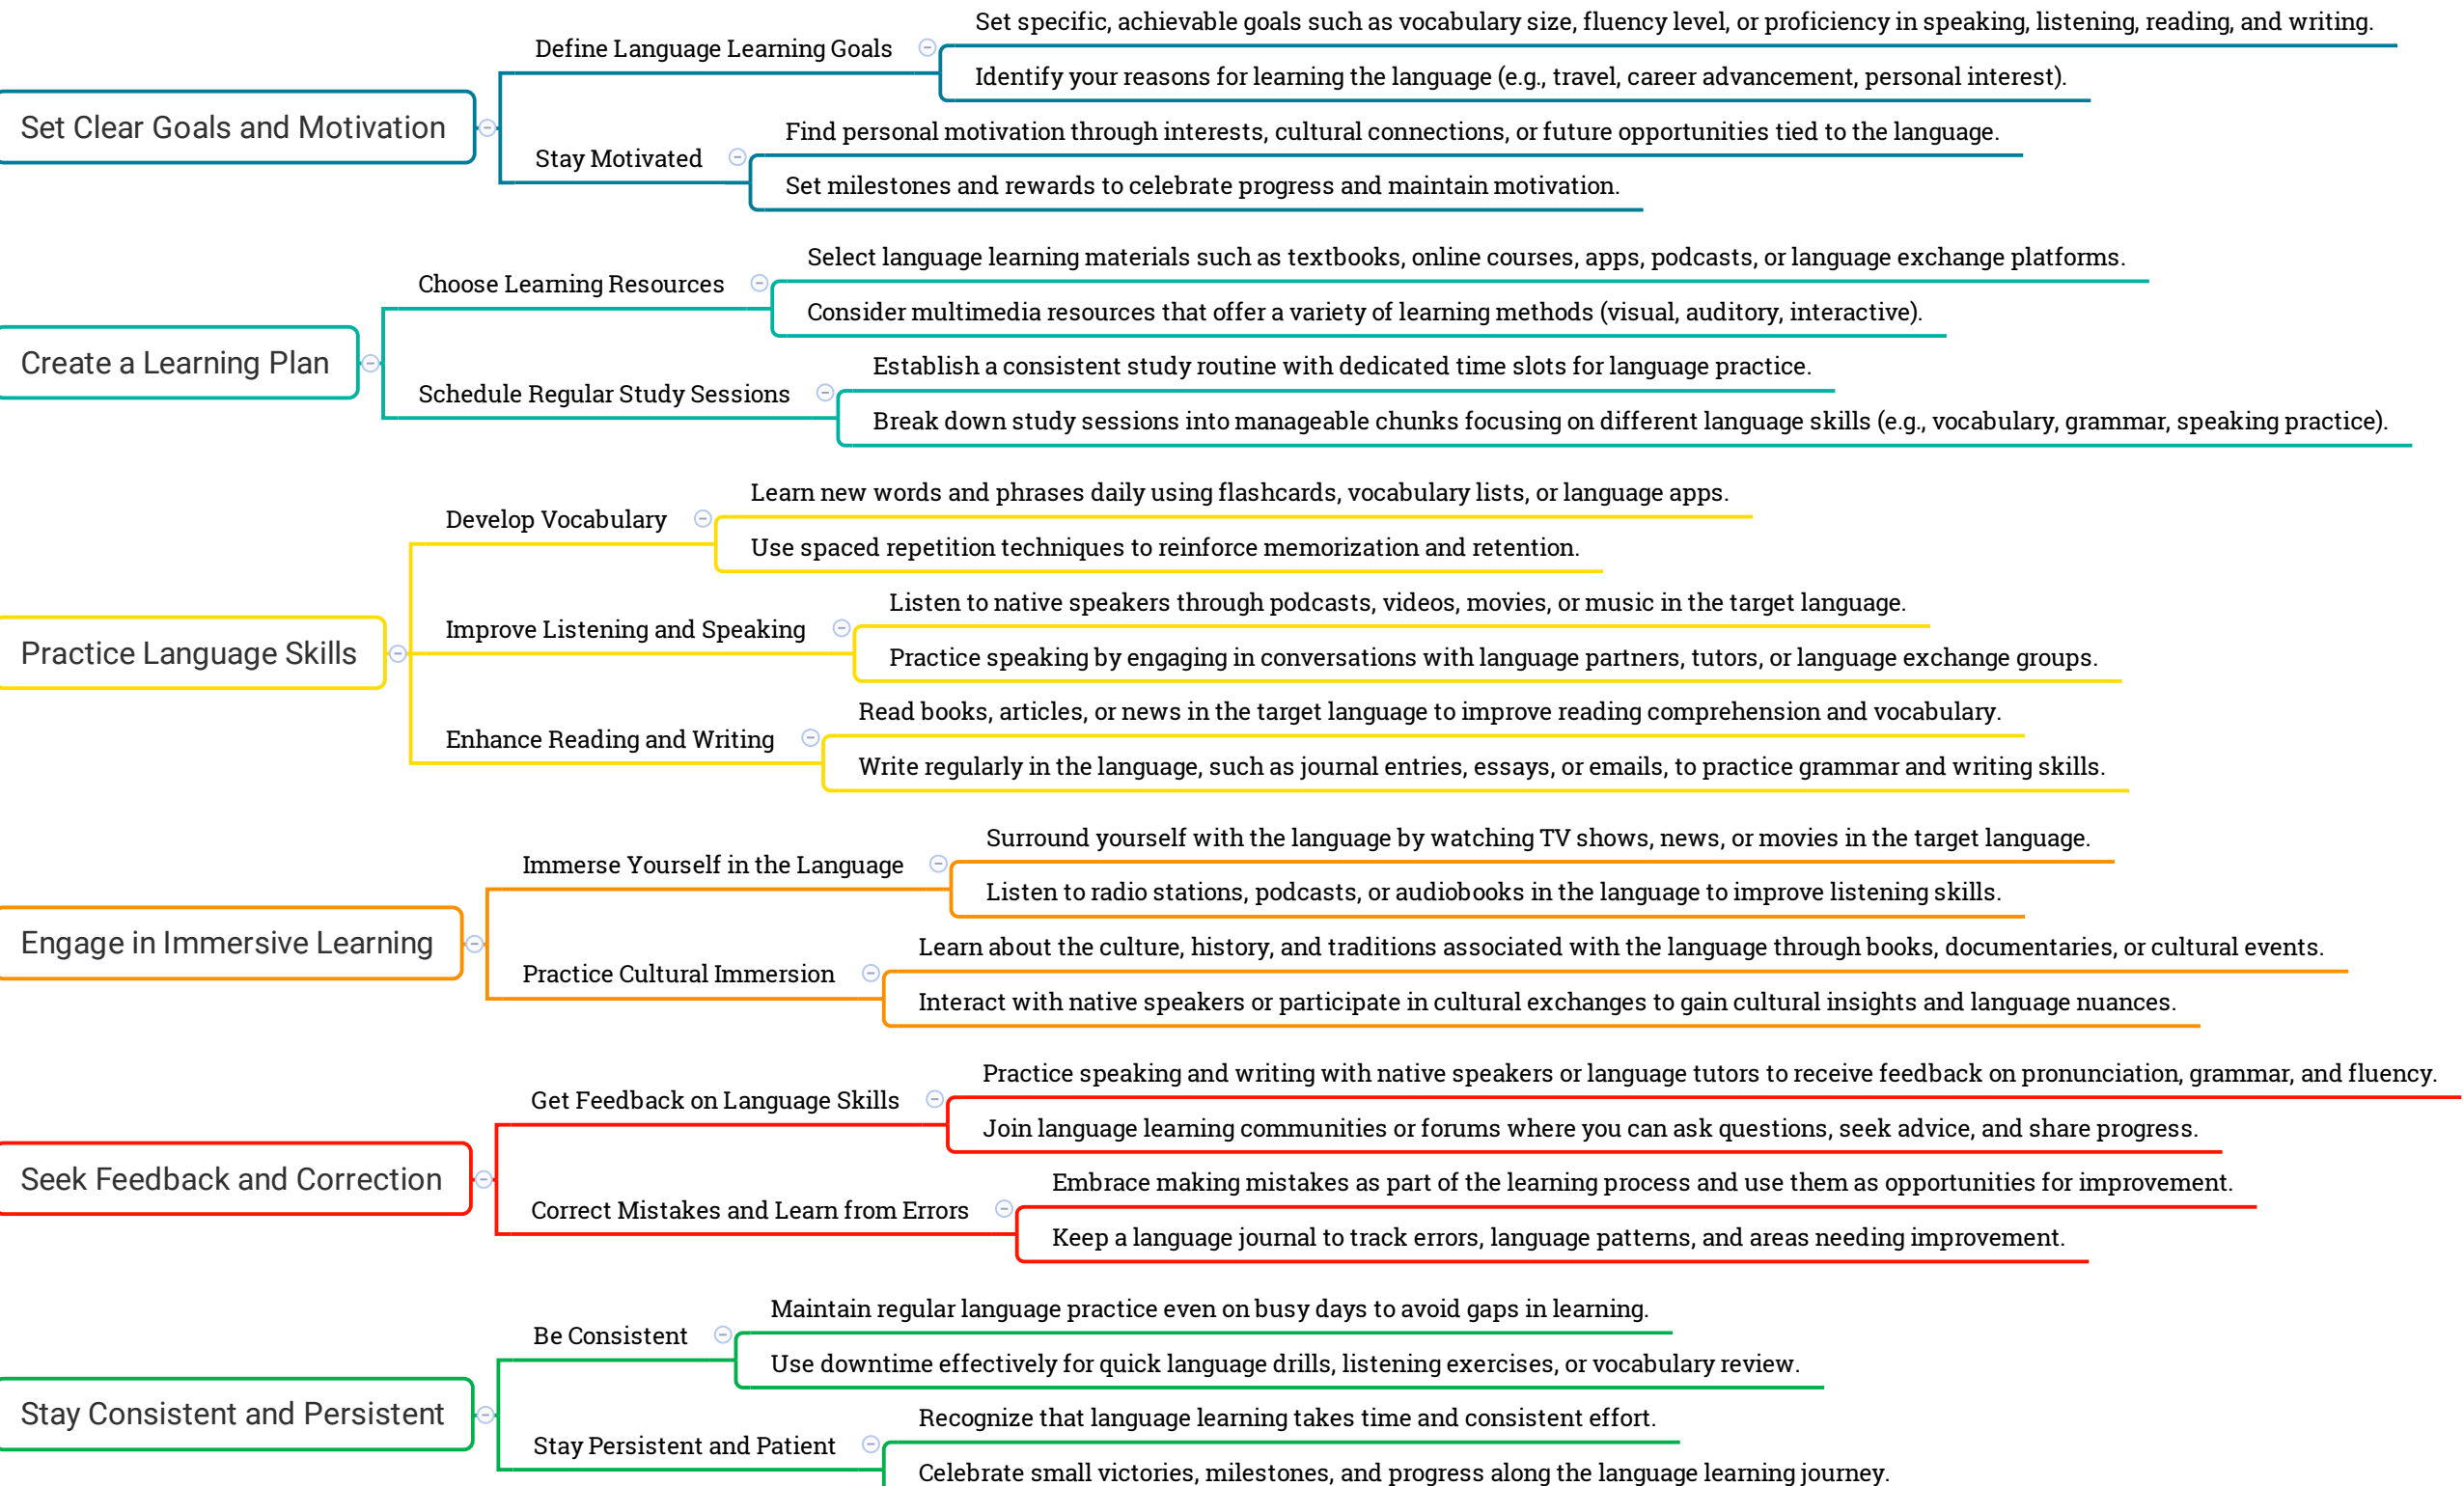 Set Clear Goals and Motivation
Define Language Learning Goals
Set specific, achievable goals such as vocabulary size, fluency level, or proficiency in speaking, listening, reading, and writing.
Identify your reasons for learning the language (e.g., travel, career advancement, personal interest).
Stay Motivated
Find personal motivation through interests, cultural connections, or future opportunities tied to the language.
Set milestones and rewards to celebrate progress and maintain motivation.
Create a Learning Plan
Choose Learning Resources
Select language learning materials such as textbooks, online courses, apps, podcasts, or language exchange platforms.
Consider multimedia resources that offer a variety of learning methods (visual, auditory, interactive).
Schedule Regular Study Sessions
Establish a consistent study routine with dedicated time slots for language practice.
Break down study sessions into manageable chunks focusing on different language skills (e.g., vocabulary, grammar, speaking practice).
Practice Language Skills
Develop Vocabulary
Learn new words and phrases daily using flashcards, vocabulary lists, or language apps.
Use spaced repetition techniques to reinforce memorization and retention.
Improve Listening and Speaking
Listen to native speakers through podcasts, videos, movies, or music in the target language.
Practice speaking by engaging in conversations with language partners, tutors, or language exchange groups.
Enhance Reading and Writing
Read books, articles, or news in the target language to improve reading comprehension and vocabulary.
Write regularly in the language, such as journal entries, essays, or emails, to practice grammar and writing skills.
Engage in Immersive Learning
Immerse Yourself in the Language
Surround yourself with the language by watching TV shows, news, or movies in the target language.
Listen to radio stations, podcasts, or audiobooks in the language to improve listening skills.
Practice Cultural Immersion
Learn about the culture, history, and traditions associated with the language through books, documentaries, or cultural events.
Interact with native speakers or participate in cultural exchanges to gain cultural insights and language nuances.
Seek Feedback and Correction
Get Feedback on Language Skills
Practice speaking and writing with native speakers or language tutors to receive feedback on pronunciation, grammar, and fluency.
Join language learning communities or forums where you can ask questions, seek advice, and share progress.
Correct Mistakes and Learn from Errors
Embrace making mistakes as part of the learning process and use them as opportunities for improvement.
Keep a language journal to track errors, language patterns, and areas needing improvement.
Stay Consistent and Persistent
Be Consistent
Maintain regular language practice even on busy days to avoid gaps in learning.
Use downtime effectively for quick language drills, listening exercises, or vocabulary review.
Stay Persistent and Patient
Recognize that language learning takes time and consistent effort.
Celebrate small victories, milestones, and progress along the language learning journey.